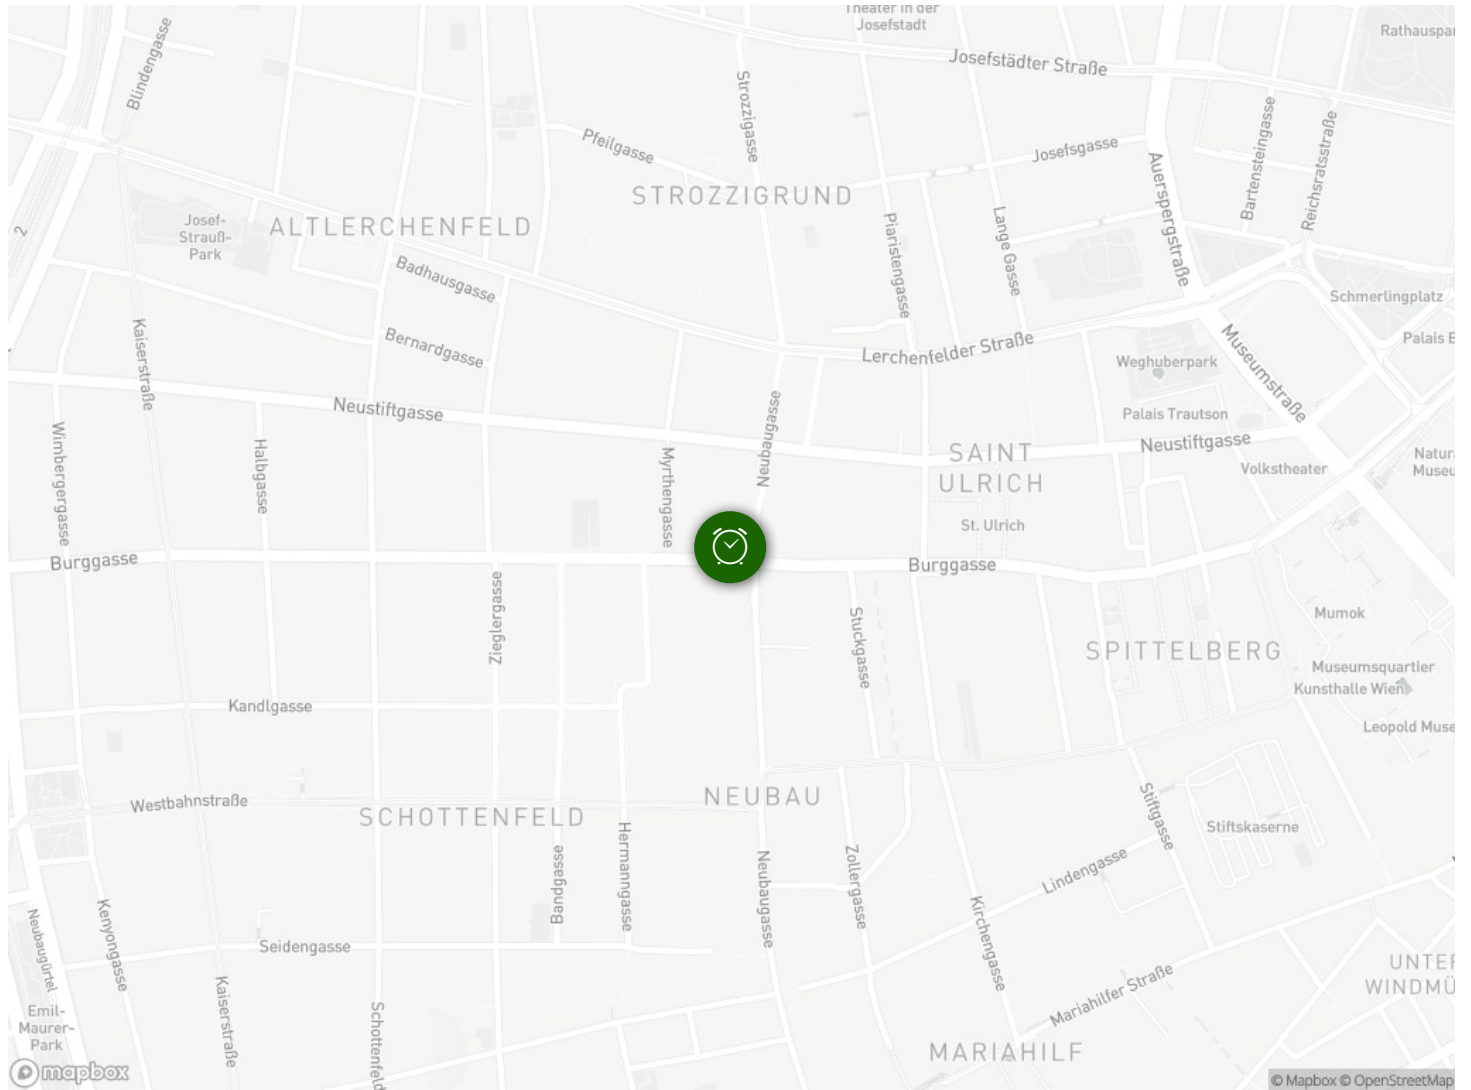 Theater in der
Josefstadt
Rathauspar
Blindengasse
Josefstädter Straße
Strozzigasse
Pfeilgasse
Josefsgasse
Bartensteingasse
Reichsratsstraße
Auerspergstraße
STROZZIGRUND
ALTLERCHENFELD
Josef-
Strauß-
Park
2
Piaristengasse
Lange Gasse
Badhausgasse
Schmerlingplatz
Kaiserstraße
Bernardgasse
Lerchenfelder Straße
Museumstraße
Palais E
Weghuberpark
Neustiftgasse
Palais Trautson
Neubaugasse
Neustiftgasse
Wimbergergasse
Halbgasse
Myrthengasse
SAINT
ULRICH
Volkstheater
Natur
Museu
St. Ulrich
Burggasse
Burggasse
Zieglergasse
Stuckgasse
Mumok
SPITTELBERG
Museumsquartier
Kunsthalle Wien
Kandlgasse
Leopold Muse
NEUBAU
Westbahnstraße
SCHOTTENFELD
Stiftgasse
Stiftskaserne
Hermanngasse
Bandgasse
Neubaugasse
Zollergasse
Lindengasse
Kirchengasse
Kenyongasse
Neubaugürtel
Seidengasse
Mariahilfer Straße
UNTER
WINDMÜ
Kaiserstraße
Schottenfeld
Emil-
Maurer-
Park
MARIAHILF
mapbox
© Mapbox © OpenStreetMap